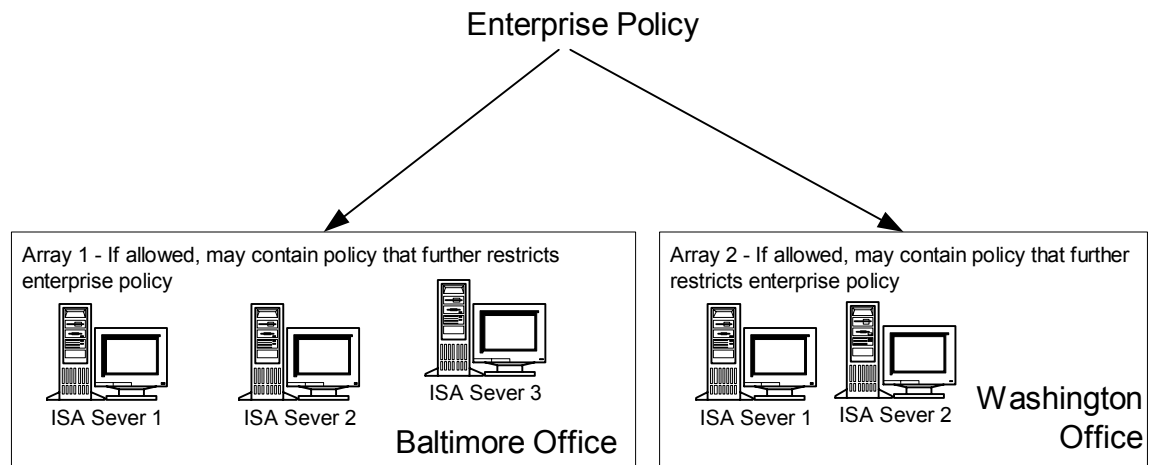 Enterprise Policy
Array 1 - If allowed, may contain policy that further restricts
enterprise policy
ISA Sever 1
ISA Sever 2
ISA Sever 3
Baltimore Office
Array 2 - If allowed, may contain policy that further
restricts enterprise policy
ISA Sever 1
ISA Sever 2
Washington
Office